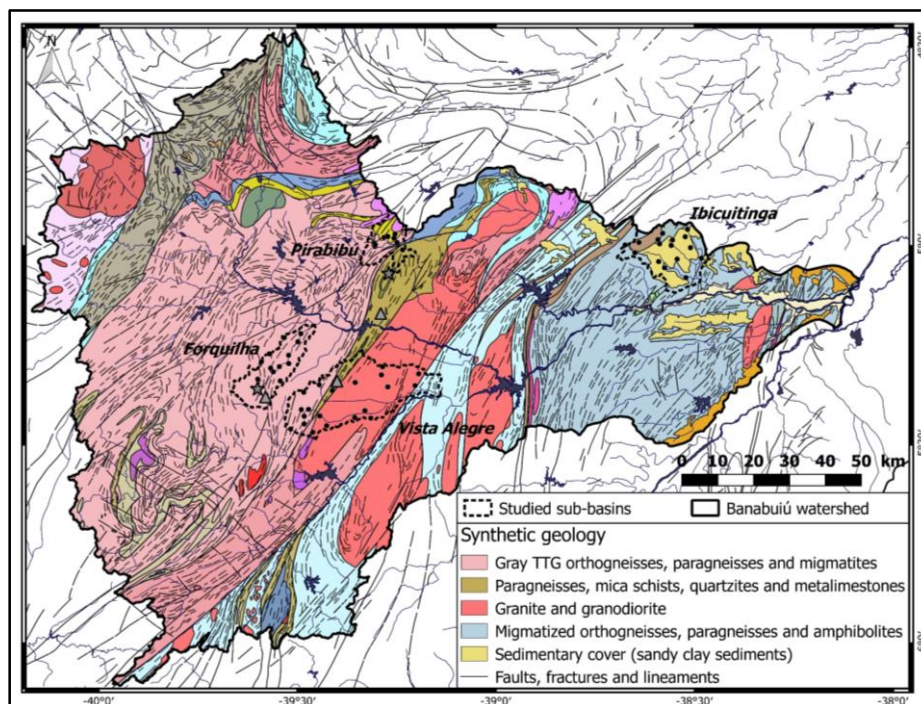 N
Ibicuitinga
Pirabibu
Forquilha
Vista Alegre
0 10 20 30 40 50 km
Studied sub-basins
Banabuiú watershed
Synthetic geology
Gray TTG orthogneisses, paragneisses and migmatites
Paragneisses, mica schists, quartzites and metalimestones
Granite and granodiorite
Migmatized orthogneisses, paragneisses and amphibolites
Sedimentary cover (sandy clay sediments)
Faults, fractures and lineaments
-40°0' -39°30' -39°0' -38°30' -38°0'